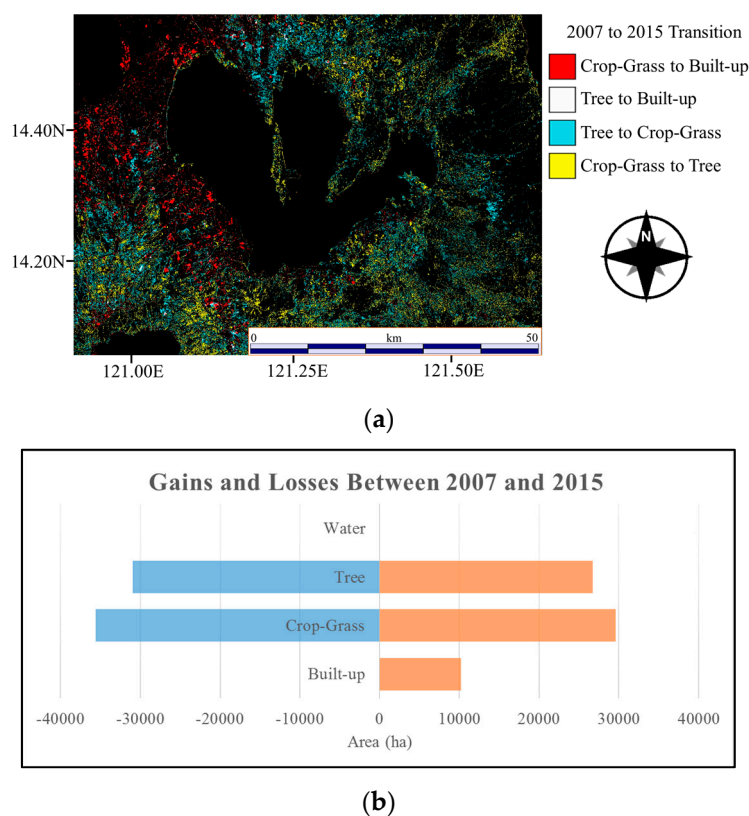 2007 to 2015 Transition
Crop-Grass to Built-up
Tree to Built-up
Tree to Crop-Grass
Crop-Grass to Tree
N
14.40N
14.20N
0 km 50
121.00E 121.25E 121.50E
(a)
Gains and Losses Between 2007 and 2015
Water
Tree
Crop-Grass
Built-up
-40000 -30000 -20000 -10000 0 10000 20000 30000 40000
Area (ha)
(b)